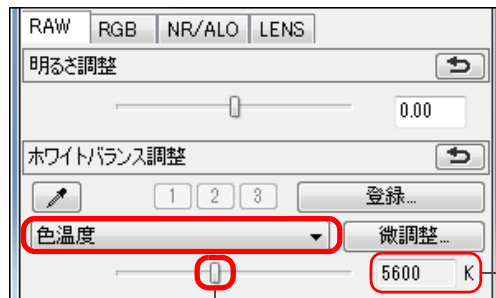 RAW RGB NR/ALO LENS
明るさ調整
0.00
ホワイトバランス調整
1 2 3 登録...
色温度 微調整...
5600 K